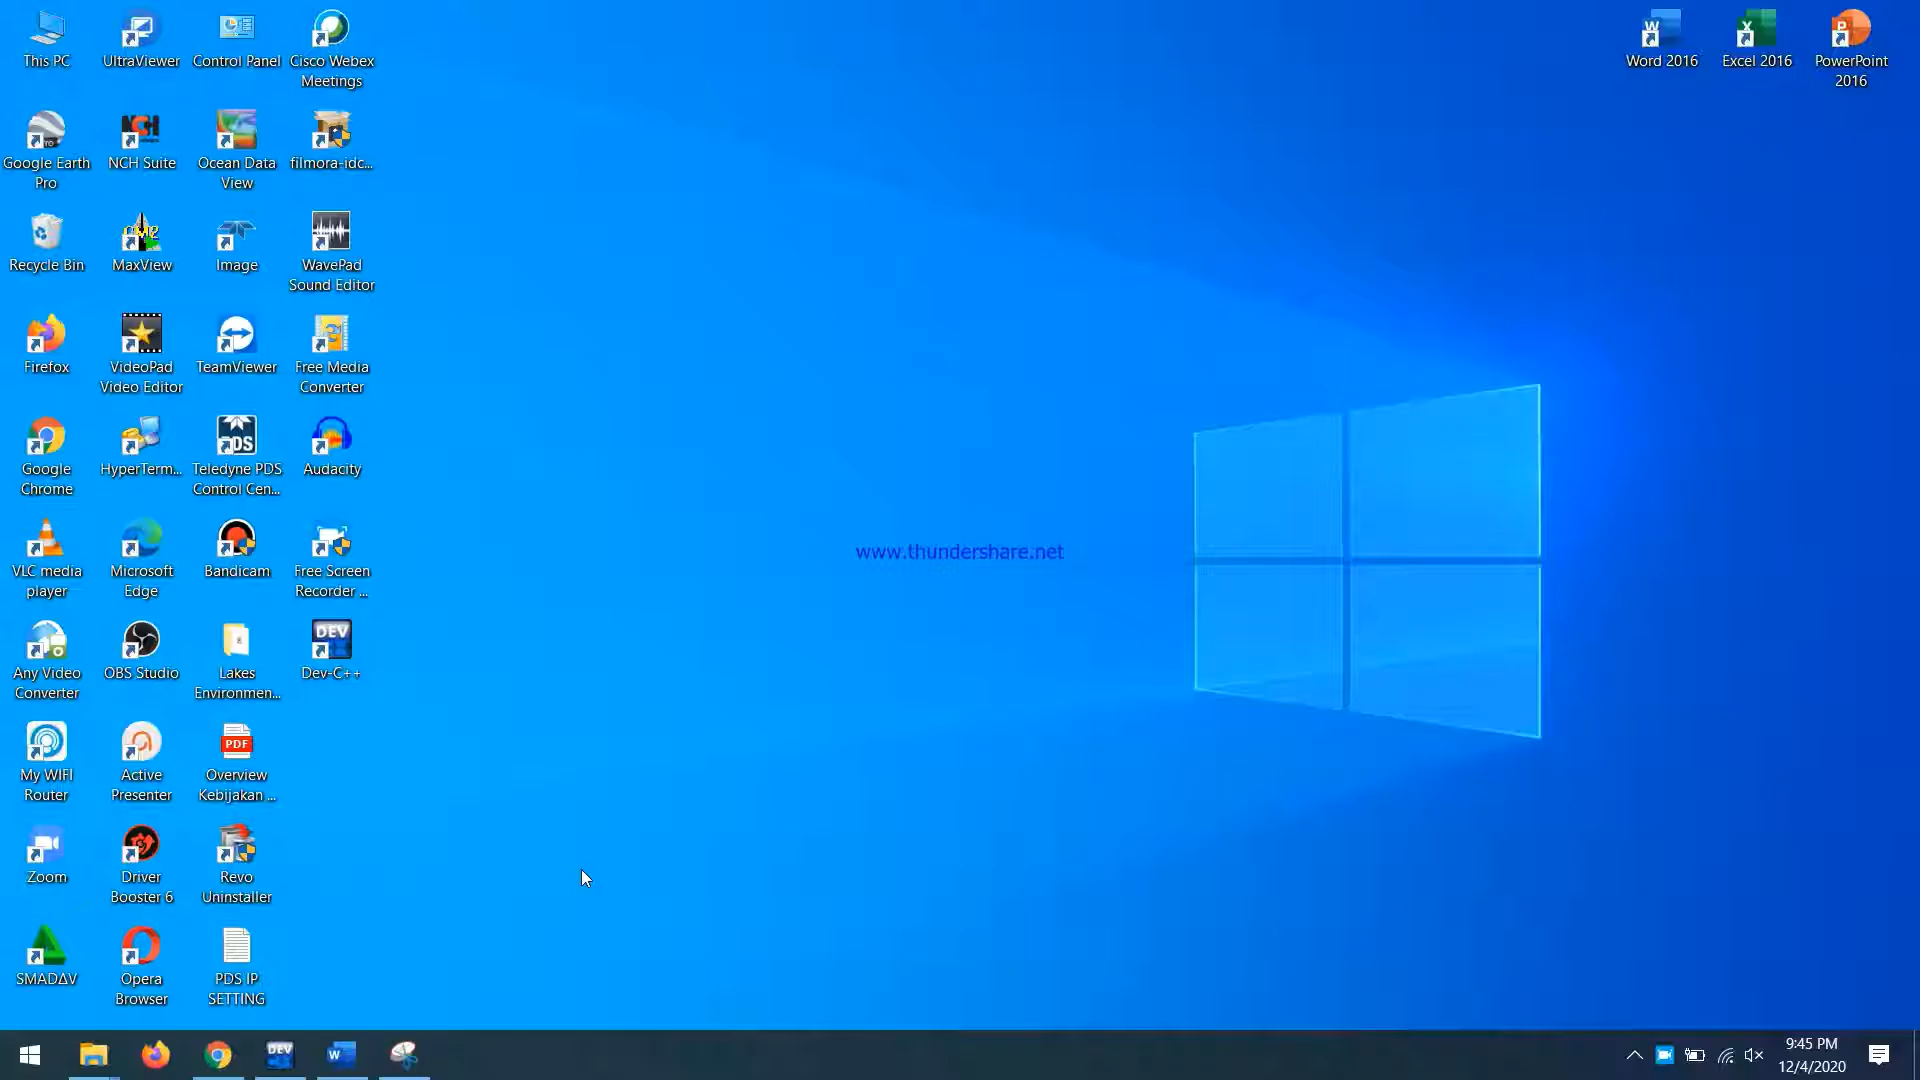 This PC
UltraViewer
Control Panel
Cisco Webex
Meetings
Word 2016
Excel 2016
PowerPoint
2016
Google Earth
Pro
NCH Suite
Ocean Data
View
filmora-idc...
Recycle Bin
MaxView
Image
WavePad
Sound Editor
Firefox
VideoPad
Video Editor
TeamViewer
Free Media
Converter
Google
Chrome
HyperTerm...
PDS
Teledyne PDS
Control Cen...
Audacity
VLC media
player
Microsoft
Edge
Bandicam
Free Screen
Recorder ...
www.thundershare.net
Any Video
Converter
OBS Studio
Lakes
Environmen...
DEV
Dev-C++
My WIFI
Router
Active
Presenter
PDF
Overview
Kebijakan ...
Zoom
Driver
Booster 6
Revo
Uninstaller
SMADΔV
Opera
Browser
PDS IP
SETTING
DEV
W
9:45 PM
12/4/2020